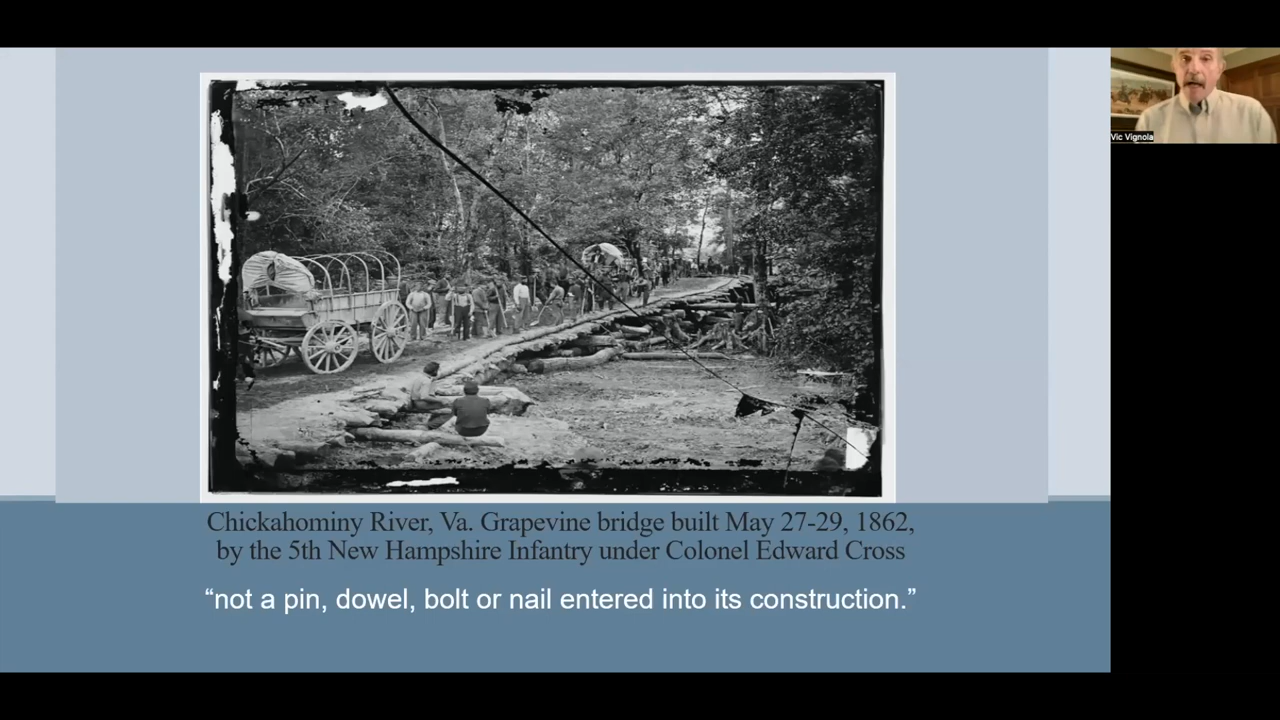 Vic Vignola
Chickahominy River, Va. Grapevine bridge built May 27-29, 1862,
by the 5th New Hampshire Infantry under Colonel Edward Cross
“not a pin, dowel, bolt or nail entered into its construction.”